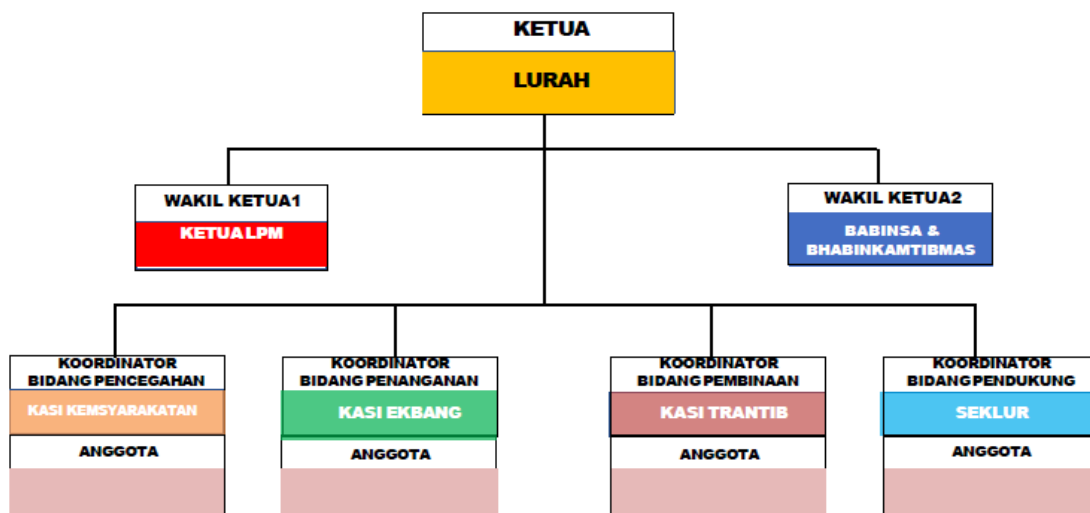 KETUA
LURAH
WAKIL KETUA1
KETUA LPM
WAKIL KETUA2
BABINSA &
BHABINKAMTIBMAS
KOORDINATOR
BIDANG PENCEGAHAN
KASI KEMSYARAKATAN
ANGGOTA
KOORDINATOR
BIDANG PENANGANAN
KASI EKBANG
ANGGOTA
KOORDINATOR
BIDANG PEMBINAAN
KASI TRANTIB
ANGGOTA
KOORDINATOR
BIDANG PENDUKUNG
SEKLUR
ANGGOTA